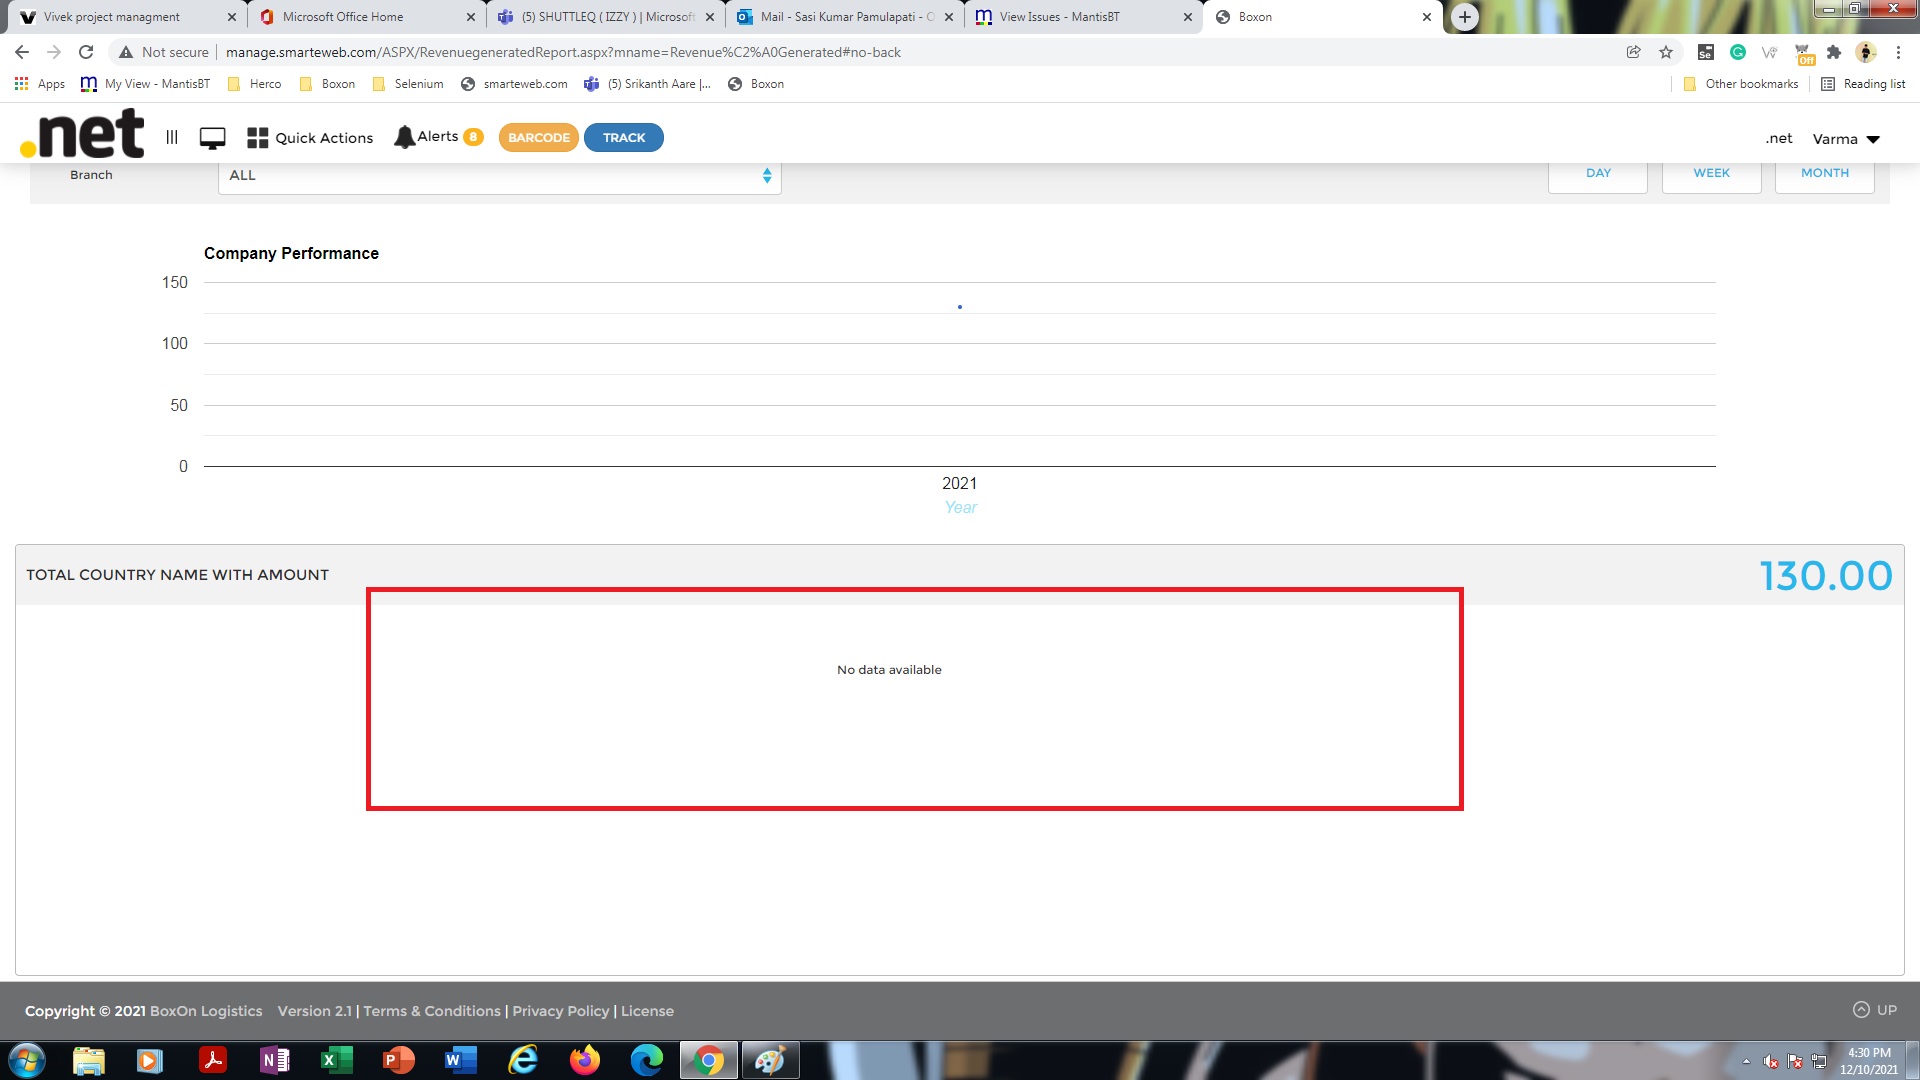 Vivek project managment
Microsoft Office Home
(5) SHUTTLEQ ( IZZY ) | Microsoft
Mail - Sasi Kumar Pamulapati - O
View Issues - MantisBT
Boxon
Not secure
manage.smarteweb.com/ASPX/RevenuegeneratedReport.aspx?mname=Revenue%C2%A0Generated#no-back
Off
Apps
My View - MantisBT
Herco
Boxon
Selenium
smarteweb.com
(5) Srikanth Aare |...
Boxon
Other bookmarks
Reading list
.net
Quick Actions
Alerts 8
BARCODE
TRACK
.net
Varma
Branch
ALL
DAY
WEEK
MONTH
Company Performance
150
100
50
0
2021
Year
TOTAL COUNTRY NAME WITH AMOUNT
130.00
No data available
Copyright © 2021 BoxOn Logistics Version 2.1 | Terms & Conditions | Privacy Policy | License
UP
4:30 PM
12/10/2021